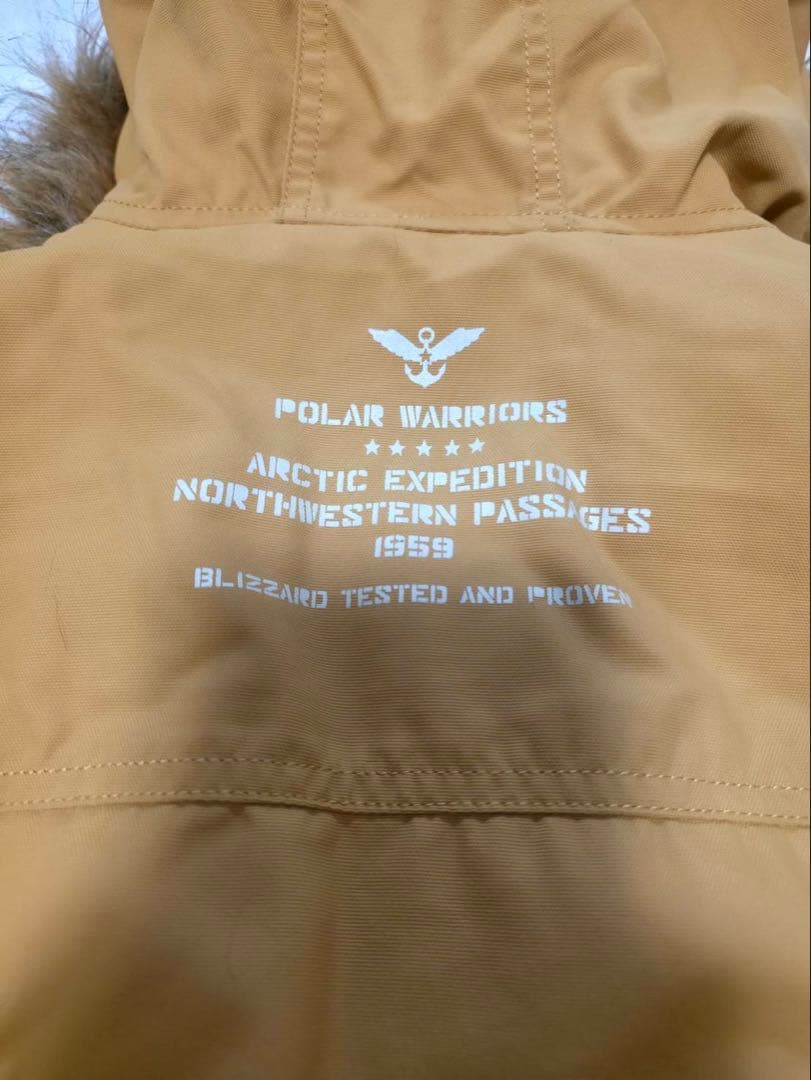 POLAR WARRIORS
ARCTIC EXPEDITION
NORTHWESTERN PASSAGES
1959
BLIZZARD TESTED AND PROVEN